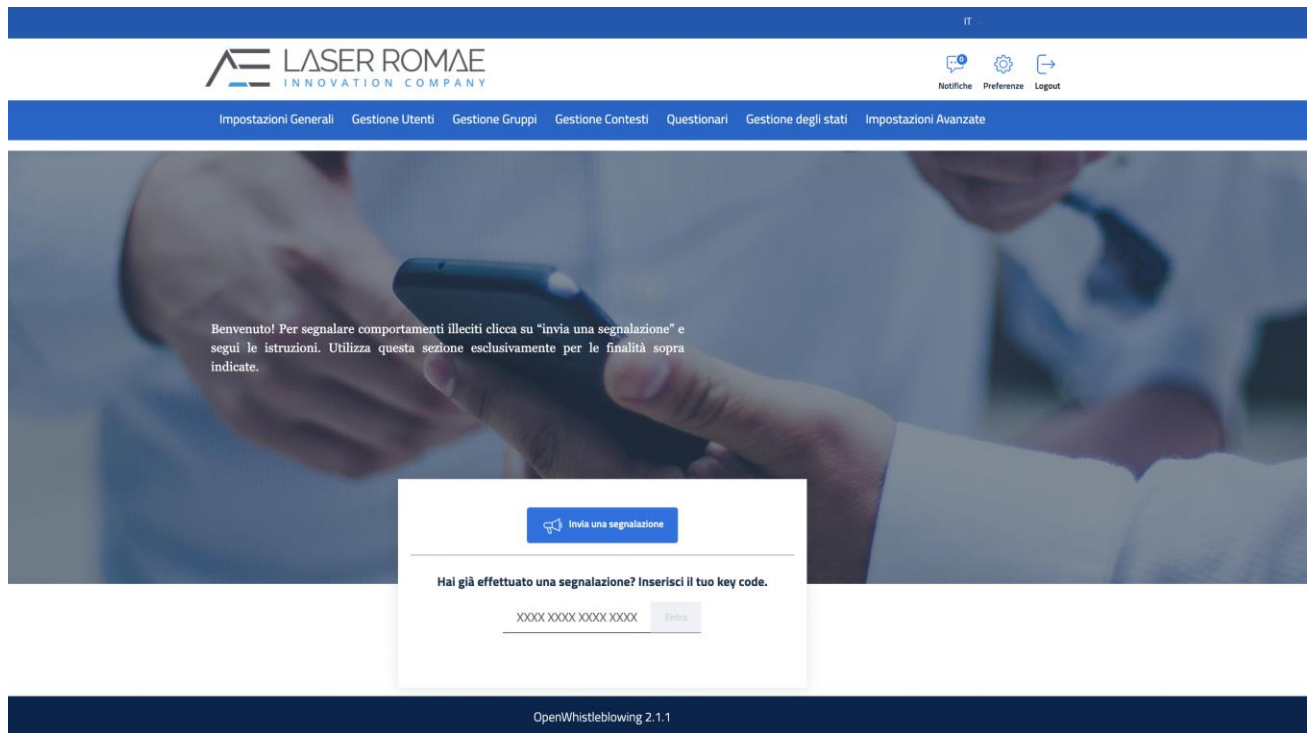 IT
LASER ROMAE
INNOVATION COMPANY
0
Notifiche Preferenze Logout
Impostazioni Generali Gestione Utenti Gestione Gruppi Gestione Contesti Questionari Gestione degli stati Impostazioni Avanzate
Benvenuto! Per segnalare comportamenti illeciti clicca su “invia una segnalazione” e
segui le istruzioni. Utilizza questa sezione esclusivamente per le finalità sopra
indicate.
Invia una segnalazione
Hai già effettuato una segnalazione? Inserisci il tuo key code.
XXXX XXXX XXXX XXXX Entra
OpenWhistleblowing 2.1.1